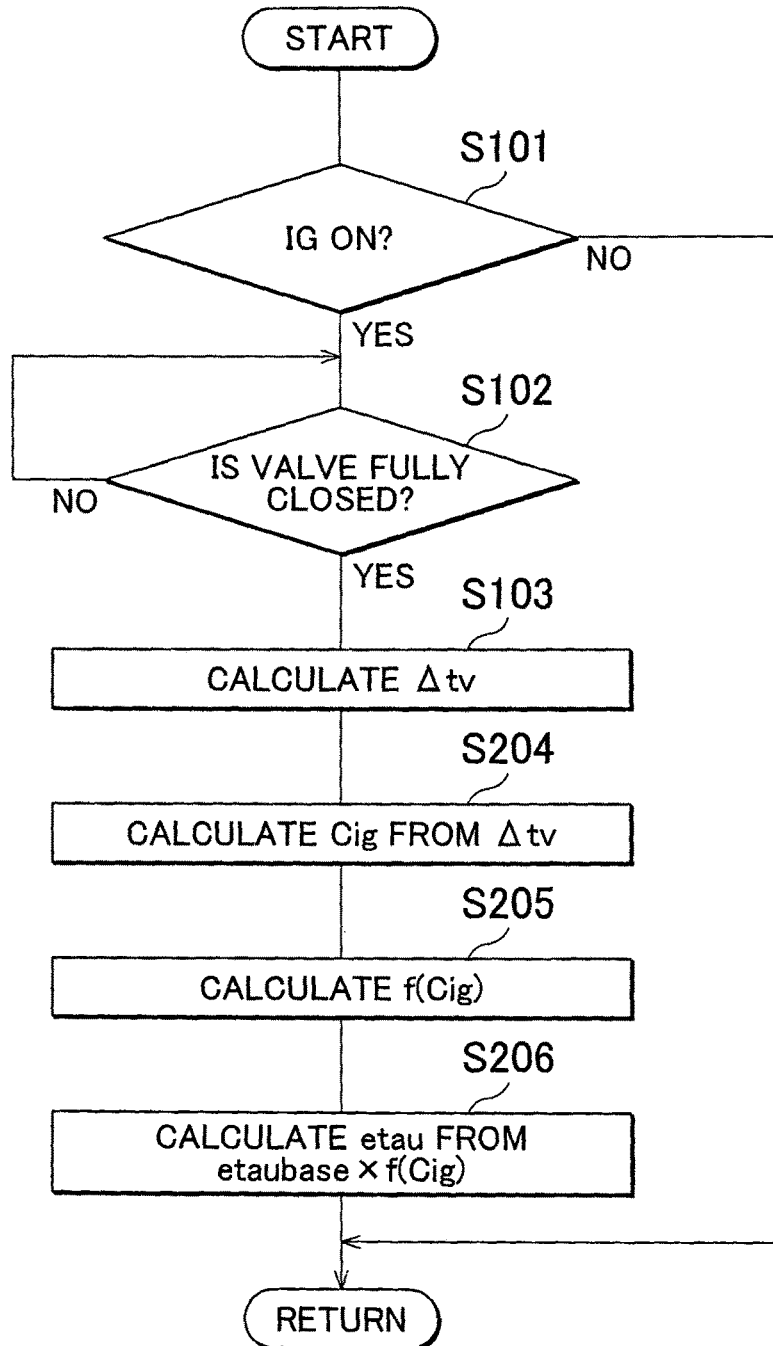 START
S101
IG ON?
NO
YES
S102
IS VALVE FULLY
CLOSED?
NO
YES
S103
CALCULATE Δtv
S204
CALCULATE Cig FROM Δtv
S205
CALCULATE f(Cig)
S206
CALCULATE etau FROM
etaubase × f(Cig)
RETURN